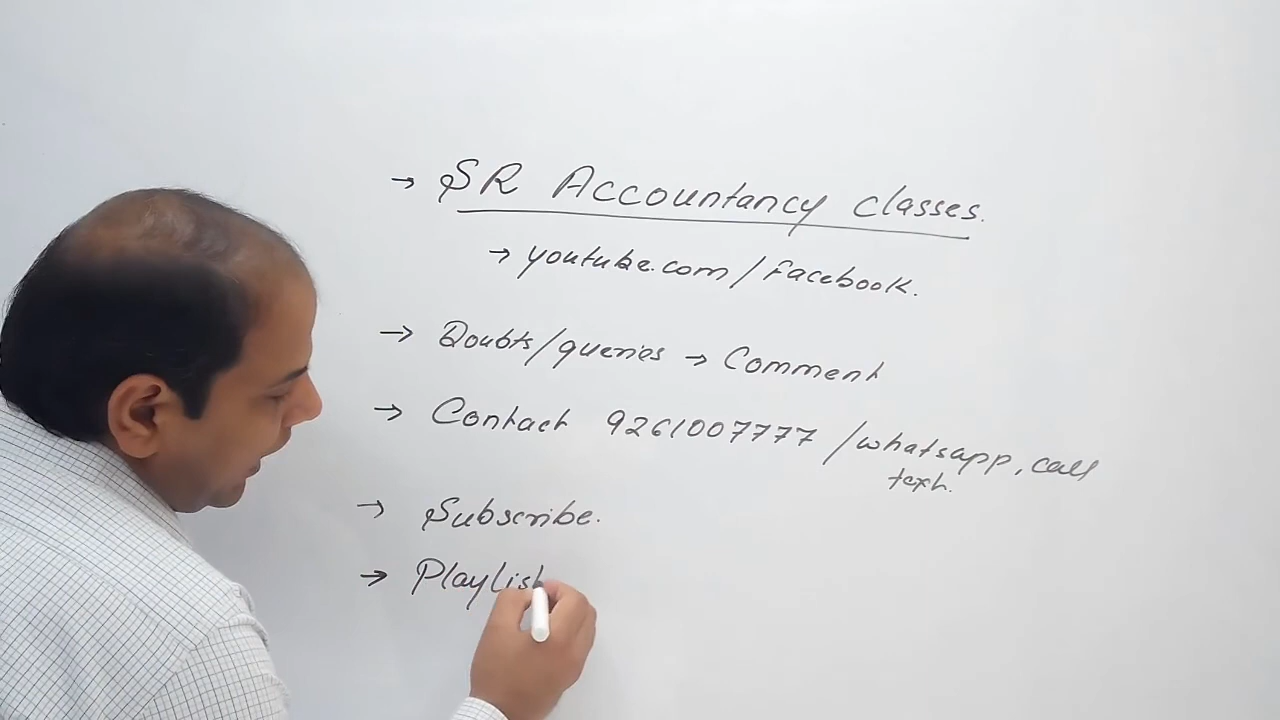 → SR Accountancy classes.
→ youtube.com/Facebook.
→ Doubts/queries → Comment
→ Contact 9261007777 /whatsapp, call
text.
→ Subscribe.
→ Playlist